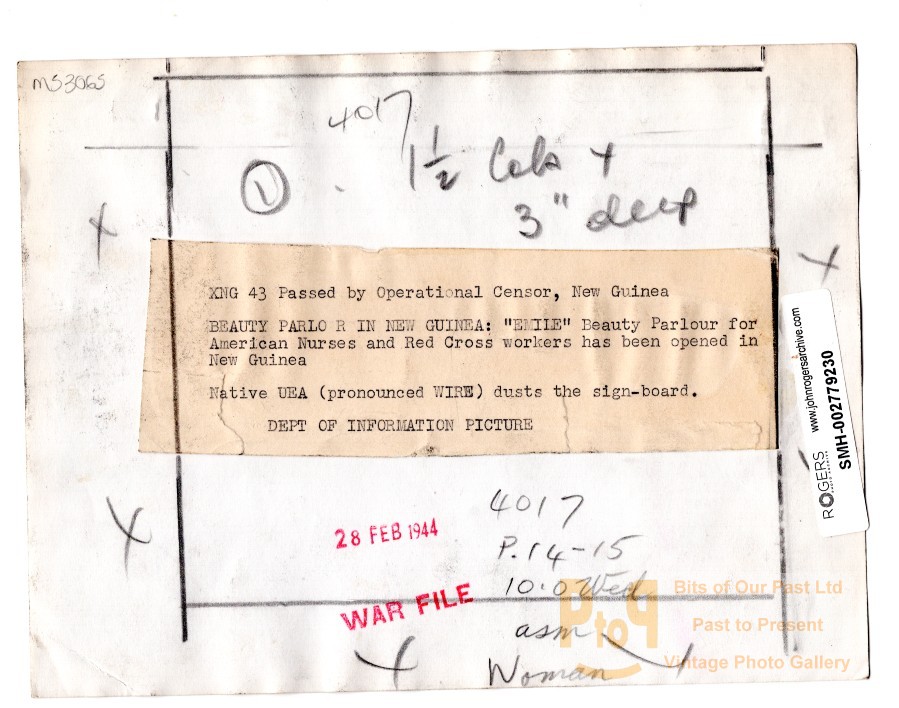 MS3065
4017
1
1½ Cols x
3" deep
XNG 43 Passed by Operational Censor, New Guinea
BEAUTY PARLO R IN NEW GUINEA: "EMILE" Beauty Parlour for
American Nurses and Red Cross workers has been opened in
New Guinea
Native UEA (pronounced WIRE) dusts the sign-board.
DEPT OF INFORMATION PICTURE
ROGERS
www.johnrogersarchive.com
SMH-002779230
28 FEB 1944
WAR FILE
4017
P.14-15
10.0 Wed
asm
Woman
PtoP
Bits of Our Past Ltd
Past to Present
Vintage Photo Gallery